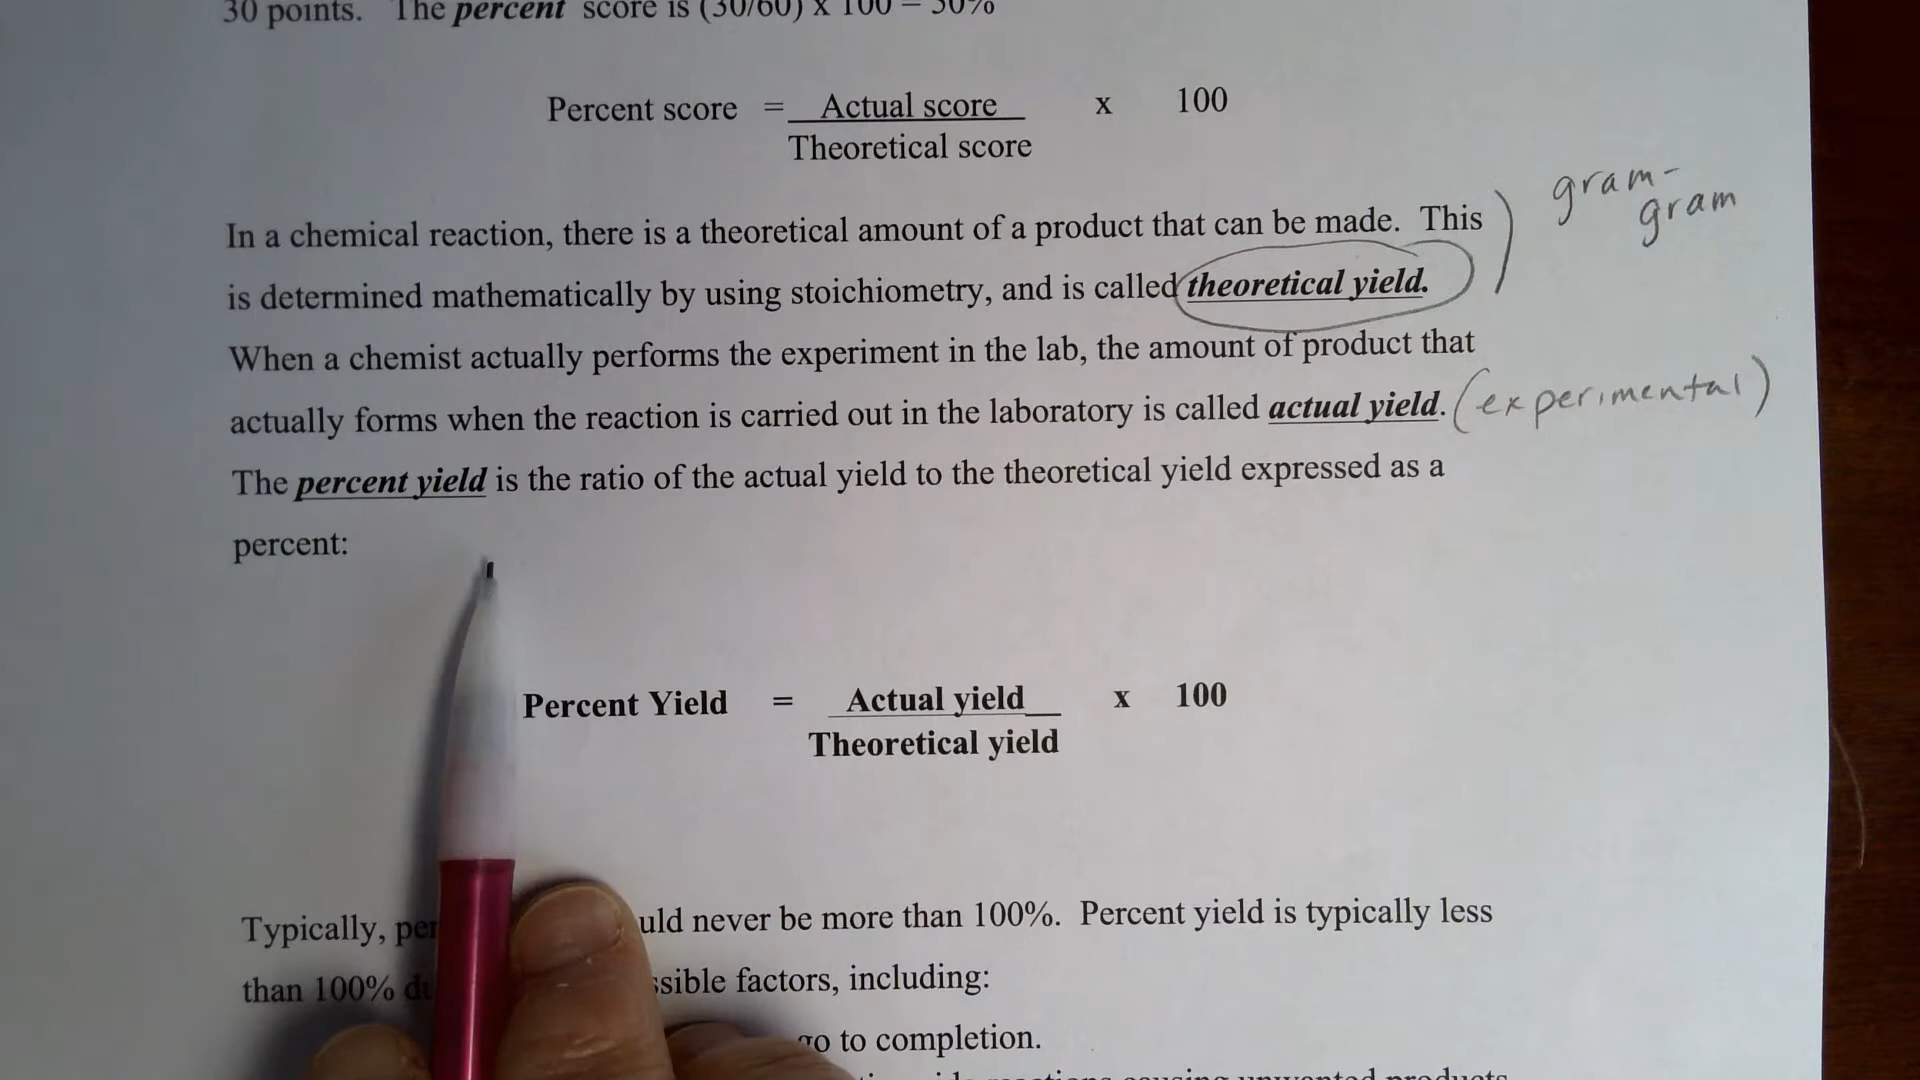 30 points. The percent score is (30/60) x 100 = 50%
Percent score = Actual score x 100
Theoretical score
gram-
gram
In a chemical reaction, there is a theoretical amount of a product that can be made. This
is determined mathematically by using stoichiometry, and is called theoretical yield.
When a chemist actually performs the experiment in the lab, the amount of product that
actually forms when the reaction is carried out in the laboratory is called actual yield. (experimental)
The percent yield is the ratio of the actual yield to the theoretical yield expressed as a
percent:
Percent Yield = Actual yield x 100
Theoretical yield
Typically, never be more than 100%. Percent yield is typically less
than 100% factors, including:
go to completion.
reactions causing unwanted products